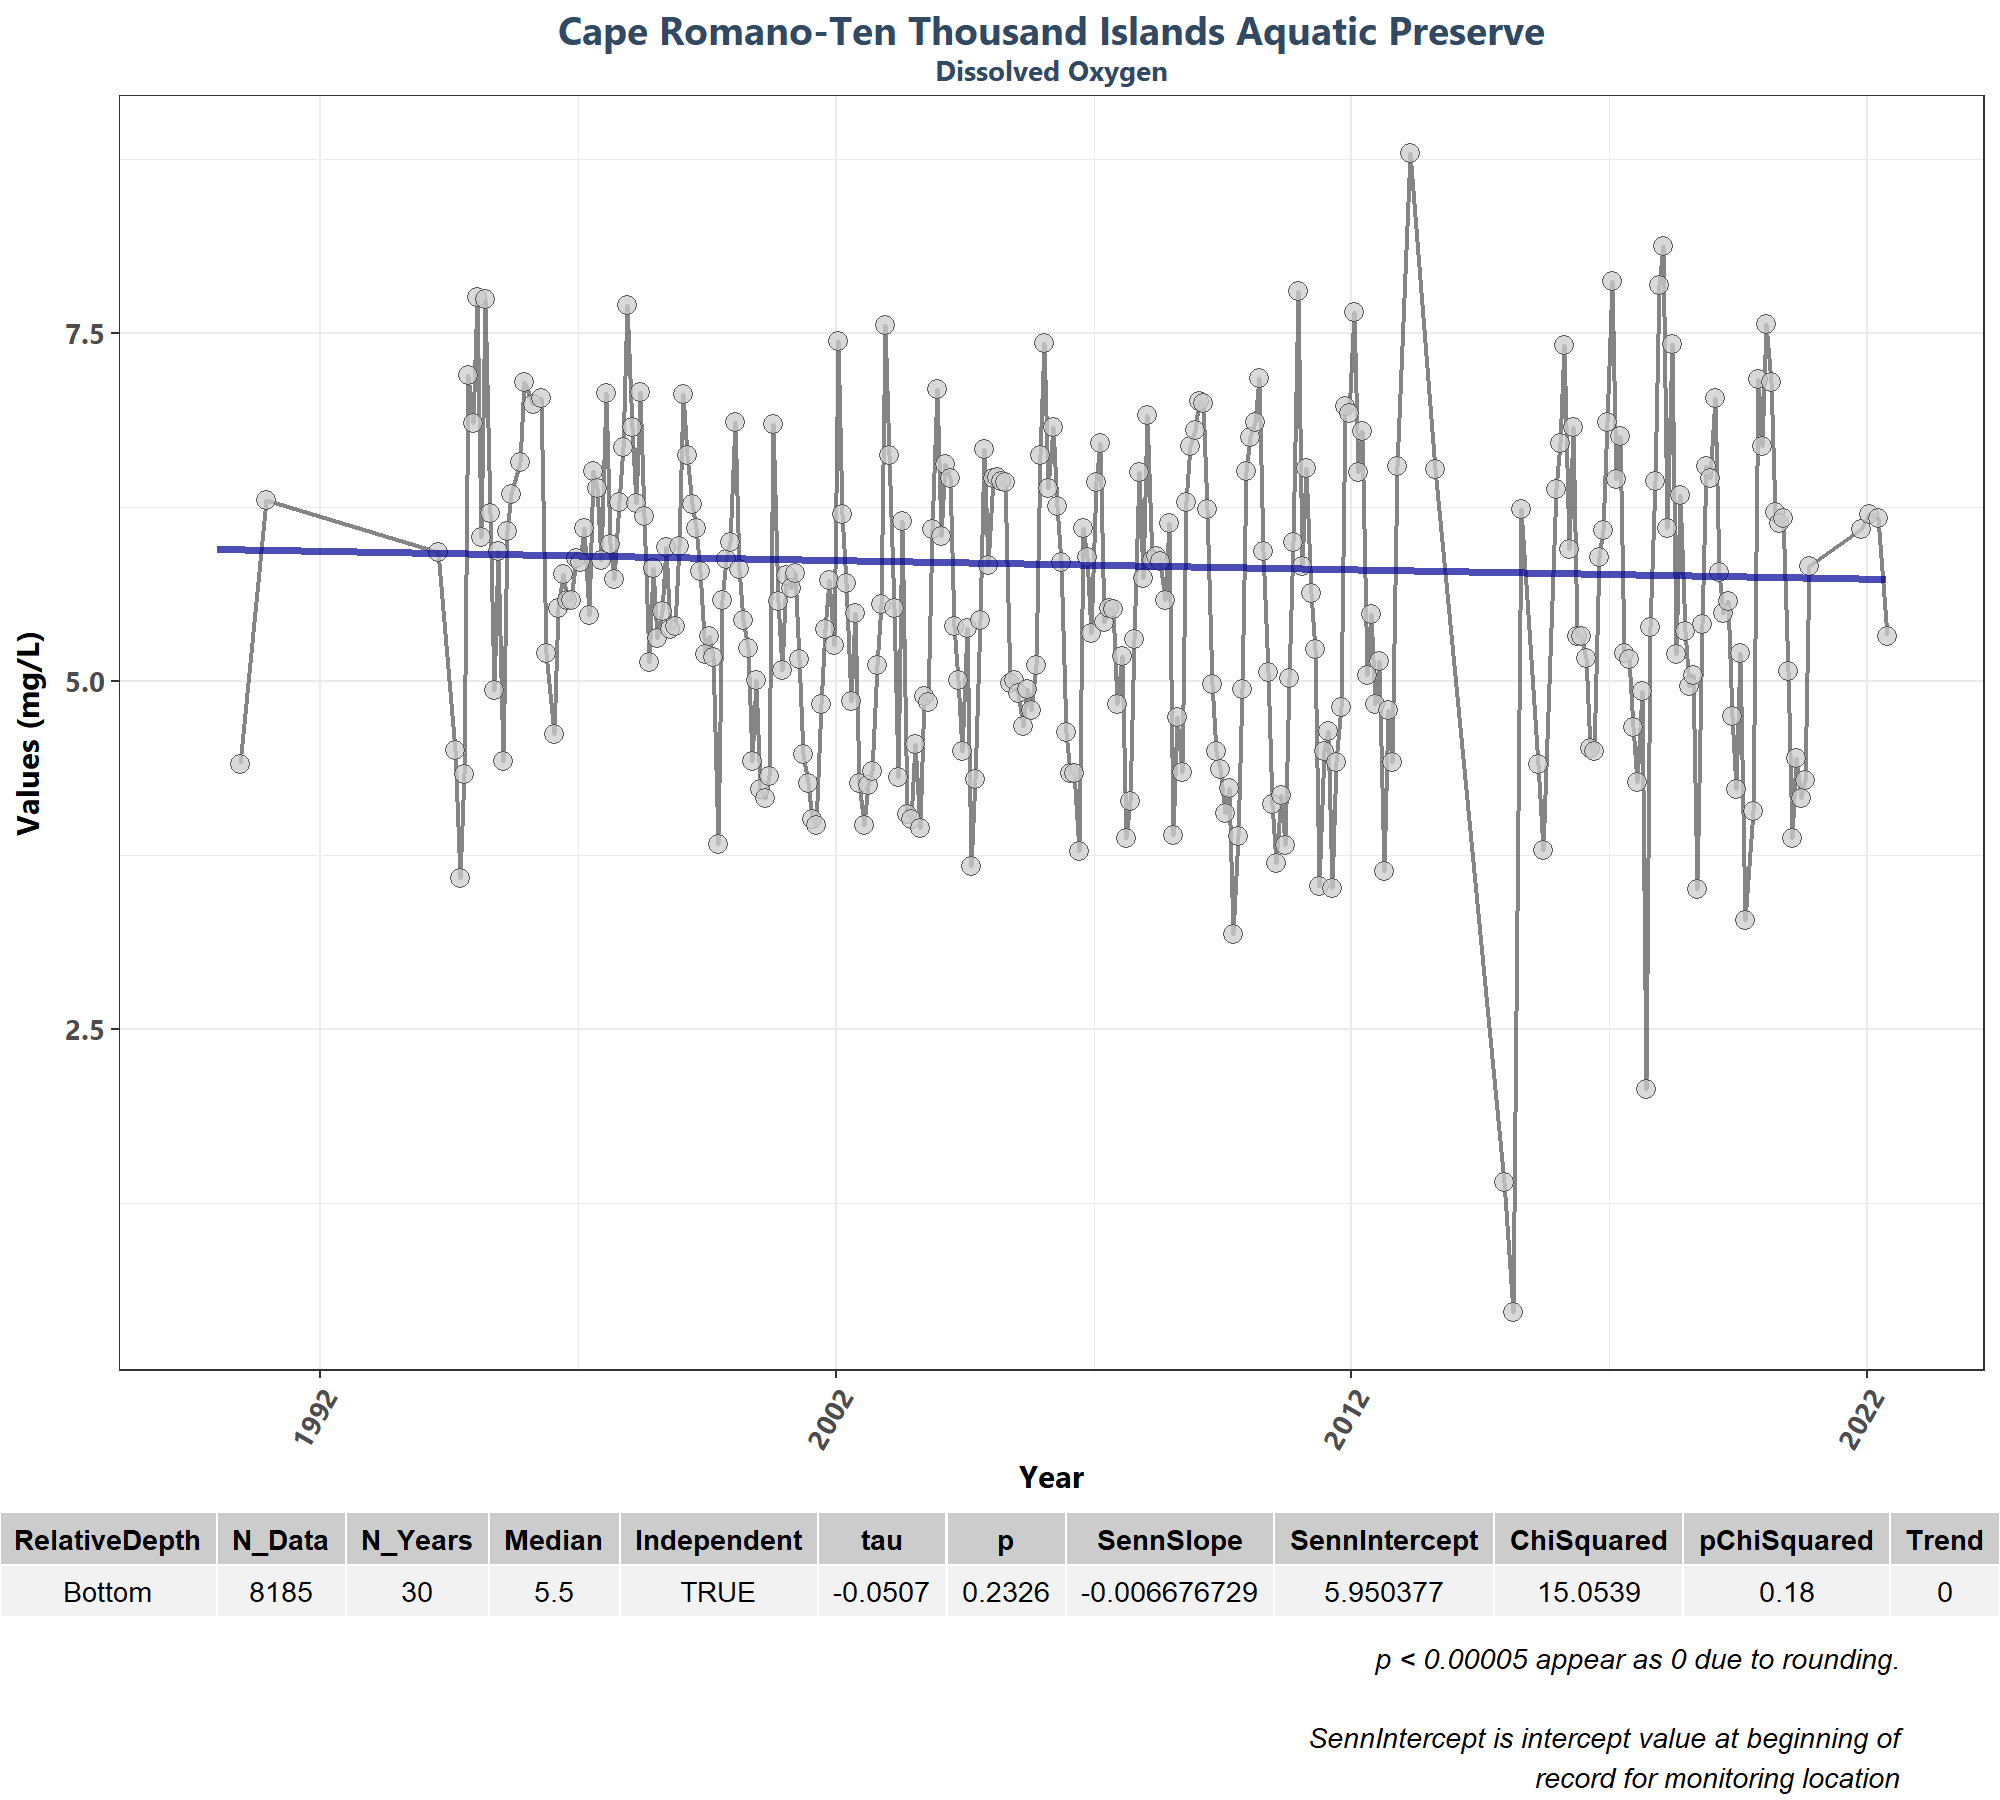 Cape Romano-Ten Thousand Islands Aquatic Preserve
Dissolved Oxygen
Values (mg/L)
7.5
5.0
2.5
1992
2002
2012
2022
Year
RelativeDepth N_Data N_Years Median Independent tau p SennSlope SennIntercept ChiSquared pChiSquared Trend
Bottom 8185 30 5.5 TRUE -0.0507 0.2326 -0.006676729 5.950377 15.0539 0.18 0
p < 0.00005 appear as 0 due to rounding.
SennIntercept is intercept value at beginning of
record for monitoring location